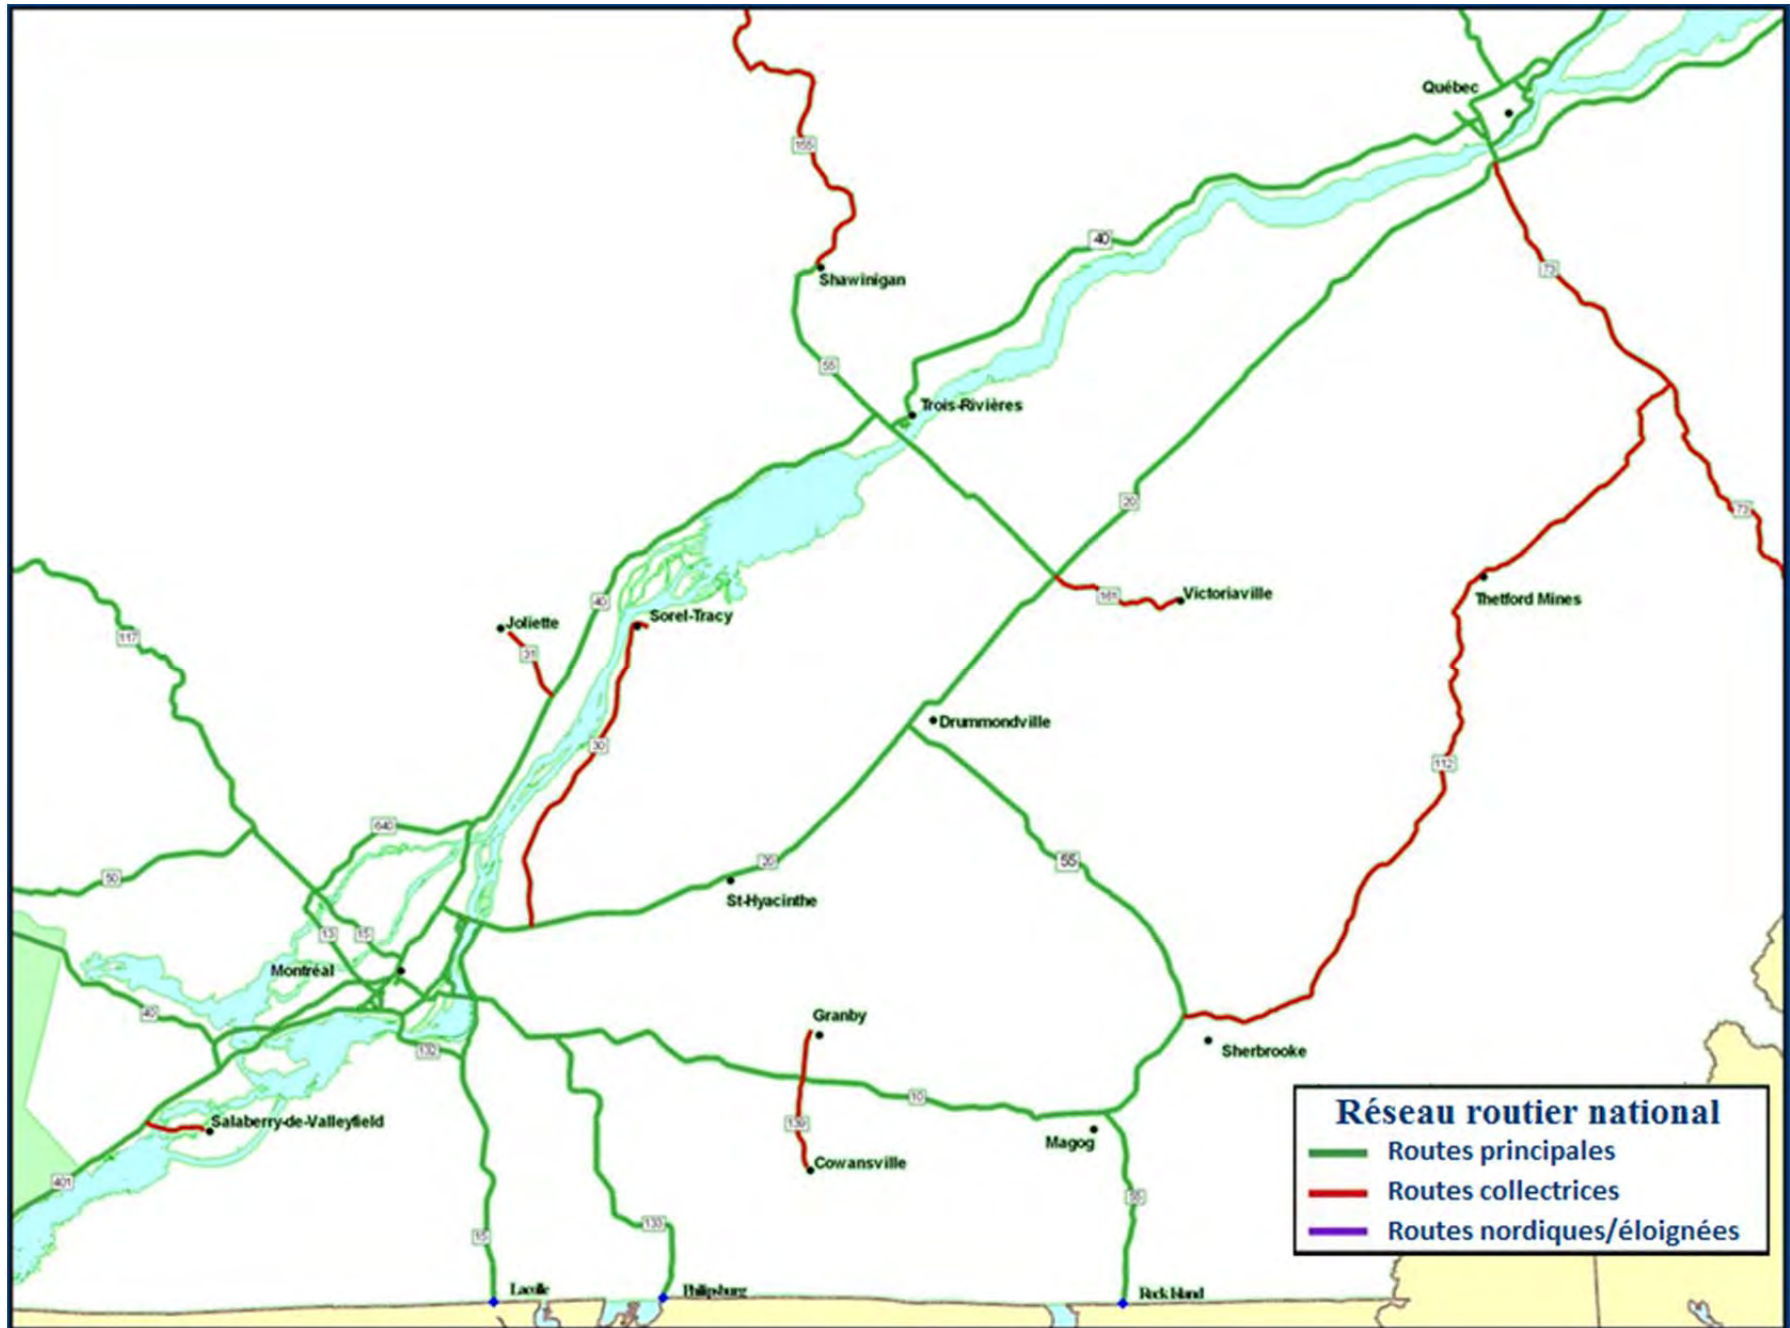 Québec
155
Shawinigan
40
73
55
Trois-Rivières
20
73
Victoriaville
161
Thetford Mines
40
Joliette
31
Sorel-Tracy
117
30
Drummondville
112
640
20
55
50
St-Hyacinthe
13
15
Montréal
40
Granby
132
Sherbrooke
10
139
Magog
Salaberry-de-Valleyfield
Cowansville
401
55
133
15
Lacolle
Philipsburg
Rock Island
Réseau routier national
Routes principales
Routes collectrices
Routes nordiques/éloignées